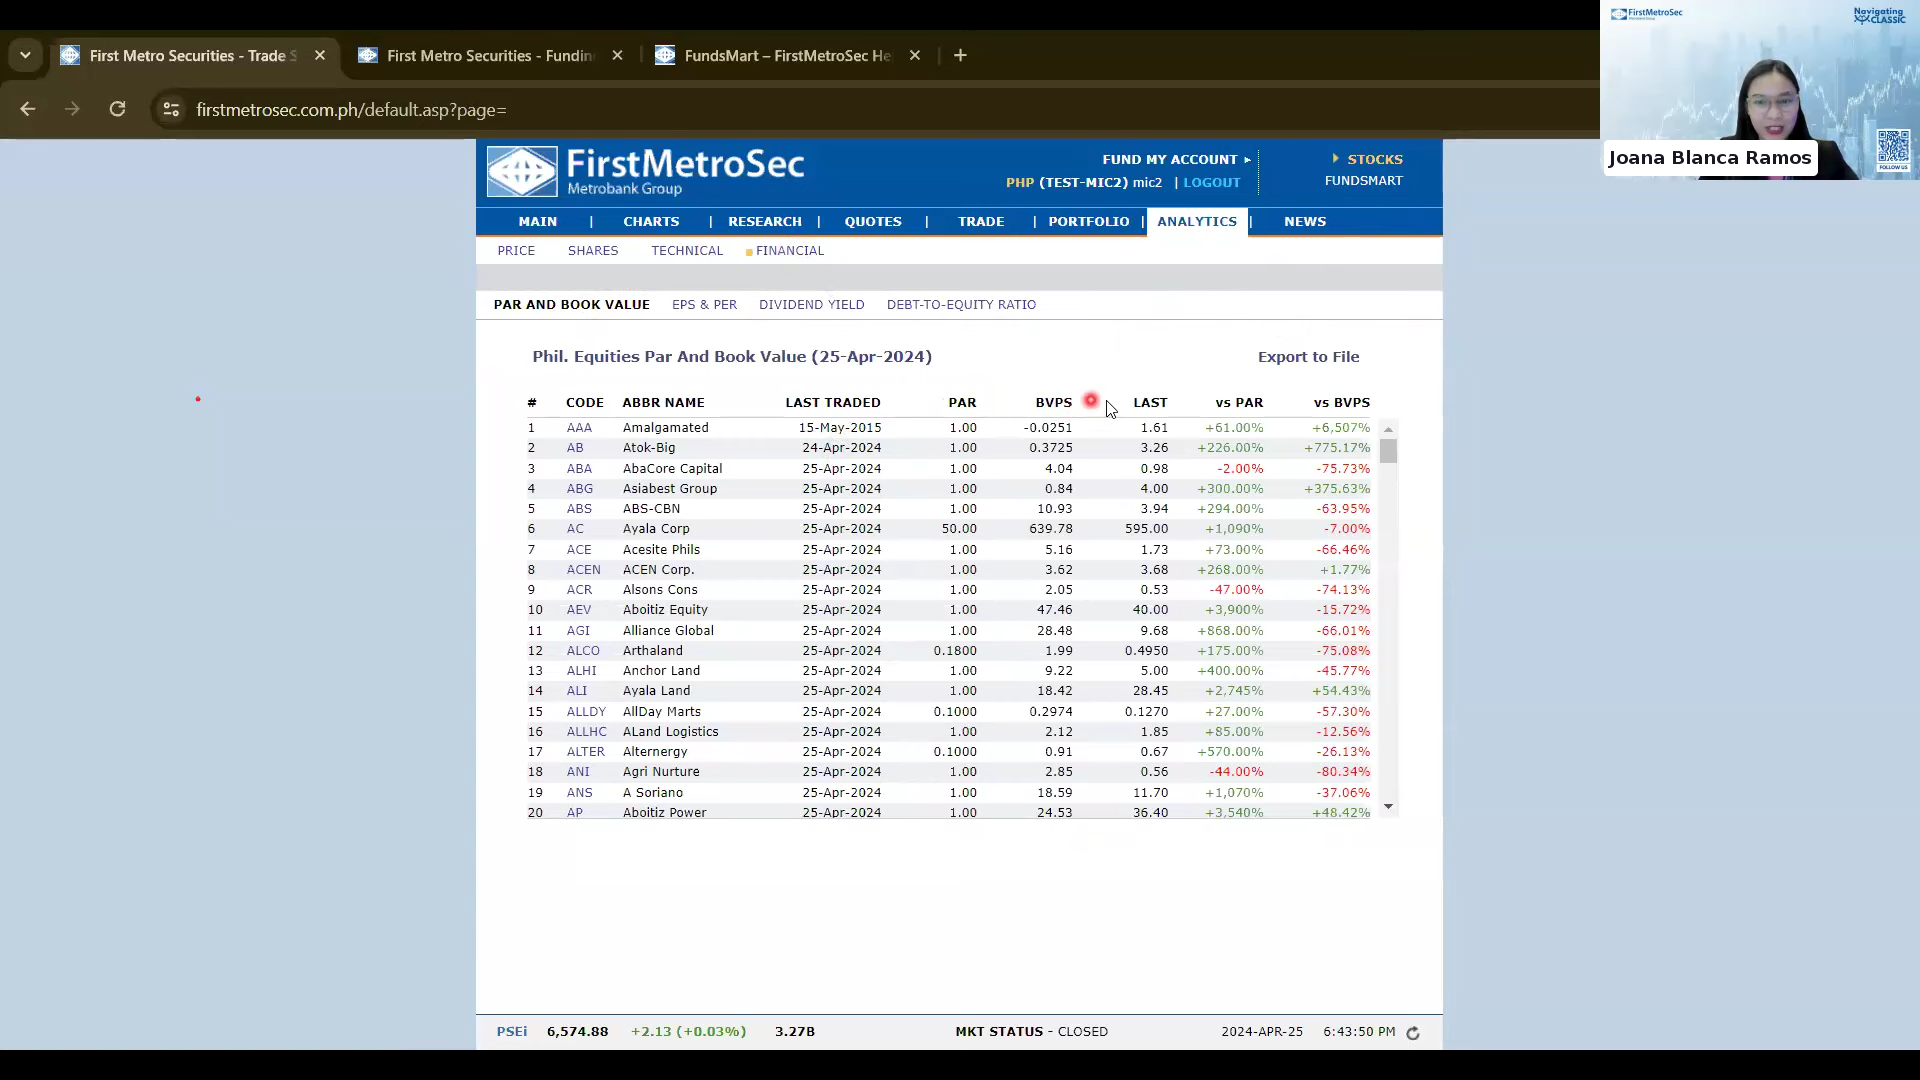 First Metro Securities - Trade S
First Metro Securities - Fundin
FundsMart – FirstMetroSec He
firstmetrosec.com.ph/default.asp?page=
FirstMetroSec
Navigating
CLASSIC
FOLLOW US
Joana Blanca Ramos
FirstMetroSec
Metrobank Group
FUND MY ACCOUNT
STOCKS
PHP (TEST-MIC2) mic2 | LOGOUT
FUNDSMART
MAIN | CHARTS | RESEARCH | QUOTES | TRADE | PORTFOLIO | ANALYTICS | NEWS
PRICE SHARES TECHNICAL FINANCIAL
PAR AND BOOK VALUE EPS & PER DIVIDEND YIELD DEBT-TO-EQUITY RATIO
Phil. Equities Par And Book Value (25-Apr-2024) Export to File
# CODE ABBR NAME LAST TRADED PAR BVPS LAST vs PAR vs BVPS
1 AAA Amalgamated 15-May-2015 1.00 -0.0251 1.61 +61.00% +6,507%
2 AB Atok-Big 24-Apr-2024 1.00 0.3725 3.26 +226.00% +775.17%
3 ABA AbaCore Capital 25-Apr-2024 1.00 4.04 0.98 -2.00% -75.73%
4 ABG Asiabest Group 25-Apr-2024 1.00 0.84 4.00 +300.00% +375.63%
5 ABS ABS-CBN 25-Apr-2024 1.00 10.93 3.94 +294.00% -63.95%
6 AC Ayala Corp 25-Apr-2024 50.00 639.78 595.00 +1,090% -7.00%
7 ACE Acesite Phils 25-Apr-2024 1.00 5.16 1.73 +73.00% -66.46%
8 ACEN ACEN Corp. 25-Apr-2024 1.00 3.62 3.68 +268.00% +1.77%
9 ACR Alsons Cons 25-Apr-2024 1.00 2.05 0.53 -47.00% -74.13%
10 AEV Aboitiz Equity 25-Apr-2024 1.00 47.46 40.00 +3,900% -15.72%
11 AGI Alliance Global 25-Apr-2024 1.00 28.48 9.68 +868.00% -66.01%
12 ALCO Arthaland 25-Apr-2024 0.1800 1.99 0.4950 +175.00% -75.08%
13 ALHI Anchor Land 25-Apr-2024 1.00 9.22 5.00 +400.00% -45.77%
14 ALI Ayala Land 25-Apr-2024 1.00 18.42 28.45 +2,745% +54.43%
15 ALLDY AllDay Marts 25-Apr-2024 0.1000 0.2974 0.1270 +27.00% -57.30%
16 ALLHC ALand Logistics 25-Apr-2024 1.00 2.12 1.85 +85.00% -12.56%
17 ALTER Alternergy 25-Apr-2024 0.1000 0.91 0.67 +570.00% -26.13%
18 ANI Agri Nurture 25-Apr-2024 1.00 2.85 0.56 -44.00% -80.34%
19 ANS A Soriano 25-Apr-2024 1.00 18.59 11.70 +1,070% -37.06%
20 AP Aboitiz Power 25-Apr-2024 1.00 24.53 36.40 +3,540% +48.42%
PSEi 6,574.88 +2.13 (+0.03%) 3.27B MKT STATUS - CLOSED 2024-APR-25 6:43:50 PM